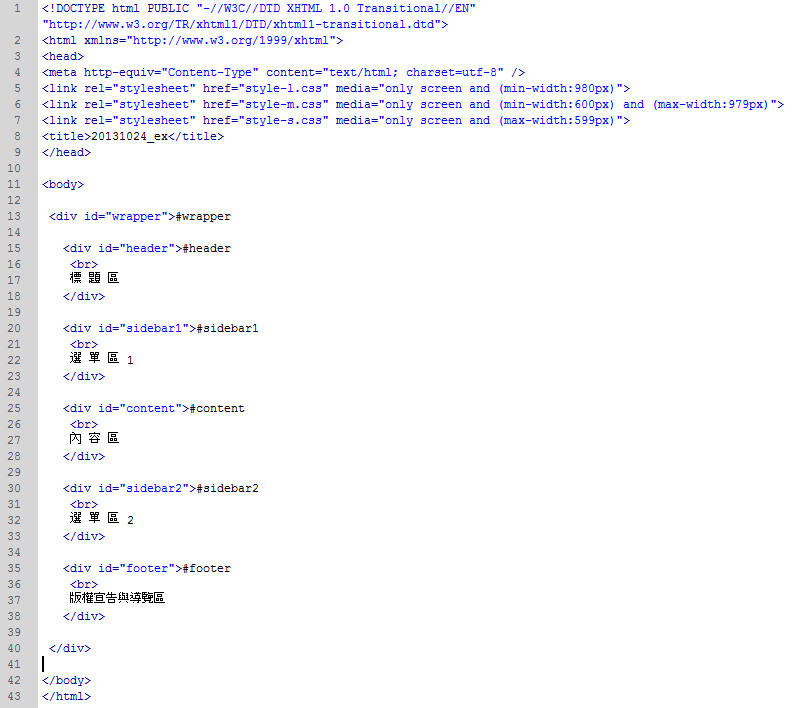 1 <!DOCTYPE html PUBLIC "-//W3C//DTD XHTML 1.0 Transitional//EN"
"http://www.w3.org/TR/xhtml1/DTD/xhtml1-transitional.dtd">
2 <html xmlns="http://www.w3.org/1999/xhtml">
3 <head>
4 <meta http-equiv="Content-Type" content="text/html; charset=utf-8" />
5 <link rel="stylesheet" href="style-l.css" media="only screen and (min-width:980px)">
6 <link rel="stylesheet" href="style-m.css" media="only screen and (min-width:600px) and (max-width:979px)">
7 <link rel="stylesheet" href="style-s.css" media="only screen and (max-width:599px)">
8 <title>20131024_ex</title>
9 </head>
10
11 <body>
12
13 <div id="wrapper">#wrapper
14
15 <div id="header">#header
16 <br>
17 標 題 區
18 </div>
19
20 <div id="sidebar1">#sidebar1
21 <br>
22 選 單 區 1
23 </div>
24
25 <div id="content">#content
26 <br>
27 內 容 區
28 </div>
29
30 <div id="sidebar2">#sidebar2
31 <br>
32 選 單 區 2
33 </div>
34
35 <div id="footer">#footer
36 <br>
37 版權宣告與導覽區
38 </div>
39
40 </div>
41
42 </body>
43 </html>